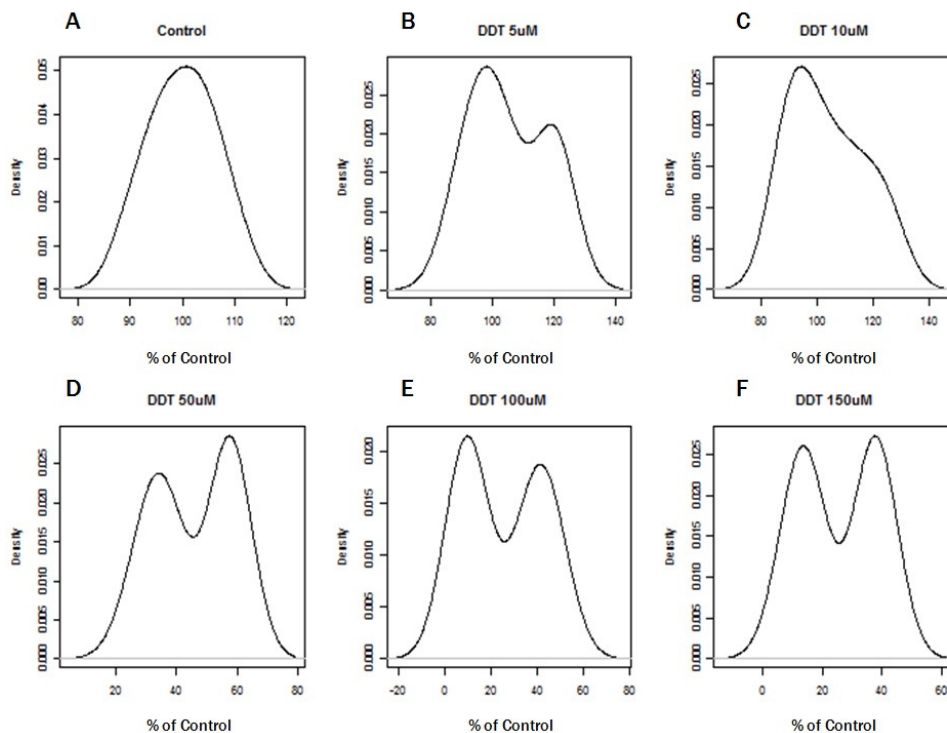 A
Control
Density
0.00
0.01
0.02
0.03
0.04
0.05
80
90
100
110
120
% of Control
B
DDT 5uM
Density
0.000
0.005
0.010
0.015
0.020
0.025
80
100
120
140
% of Control
C
DDT 10uM
Density
0.000
0.005
0.010
0.015
0.020
0.025
80
100
120
140
% of Control
D
DDT 50uM
Density
0.000
0.005
0.010
0.015
0.020
0.025
20
40
60
80
% of Control
E
DDT 100uM
Density
0.000
0.005
0.010
0.015
0.020
-20
0
20
40
60
80
% of Control
F
DDT 150uM
Density
0.000
0.005
0.010
0.015
0.020
0.025
0
20
40
60
% of Control